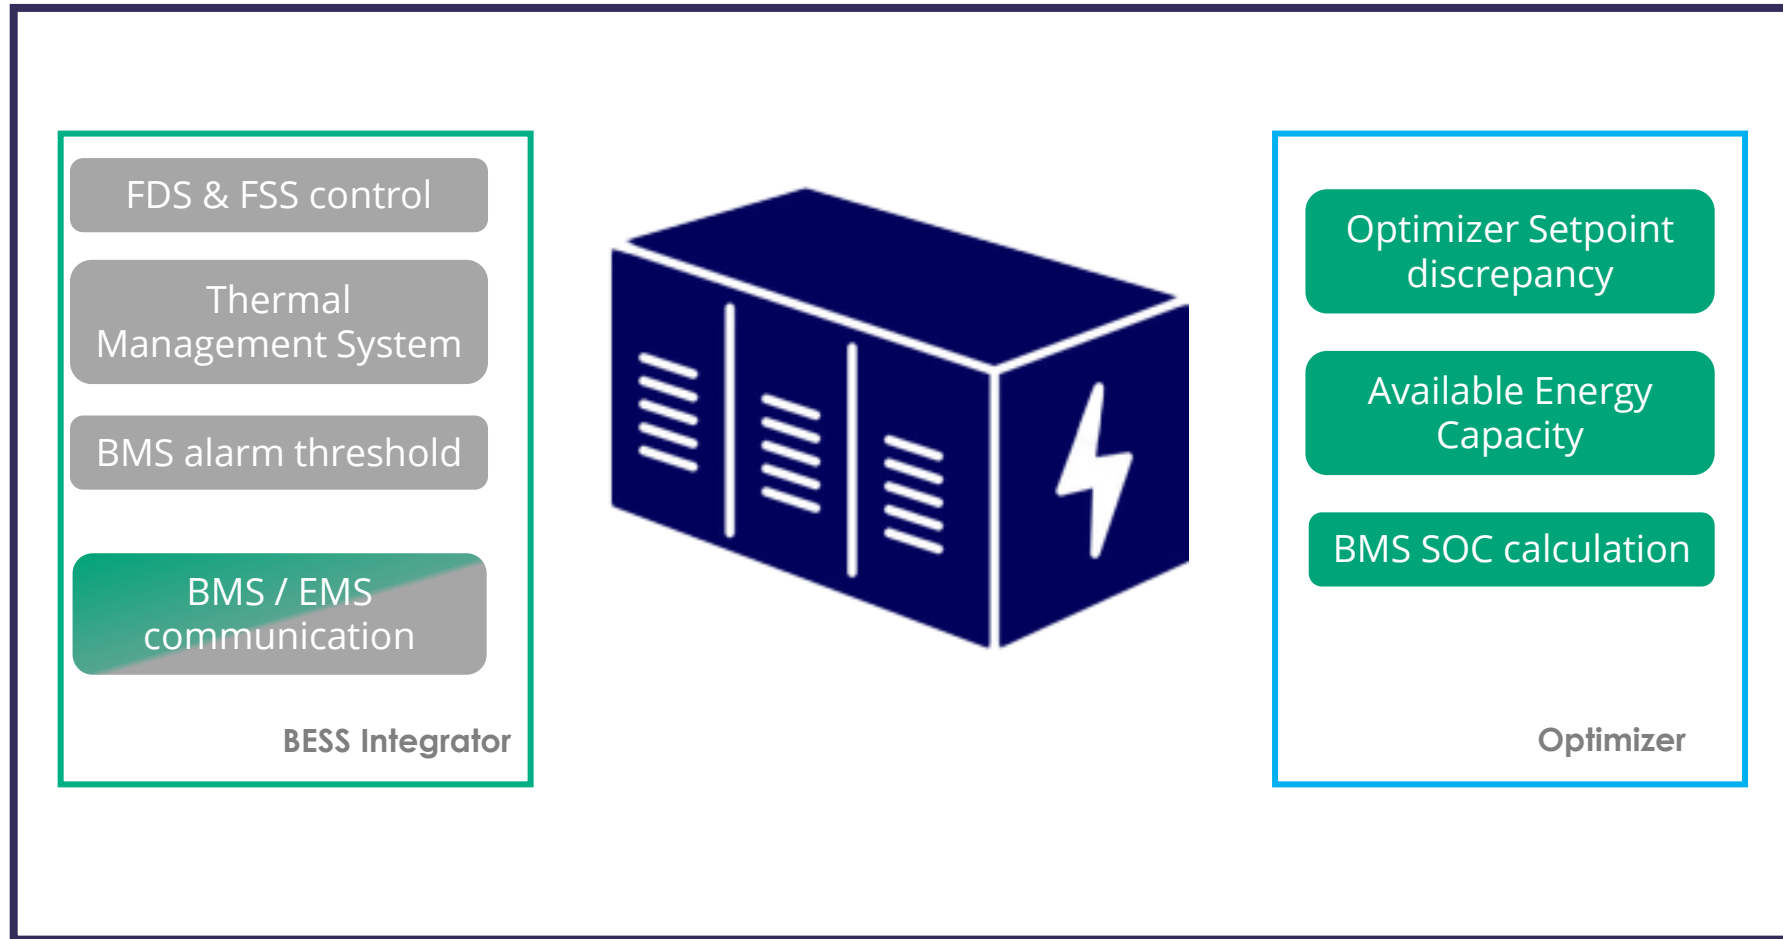 FDS & FSS control
Thermal
Management System
BMS alarm threshold
BMS / EMS
communication
BESS Integrator
Optimizer Setpoint
discrepancy
Available Energy
Capacity
BMS SOC calculation
Optimizer